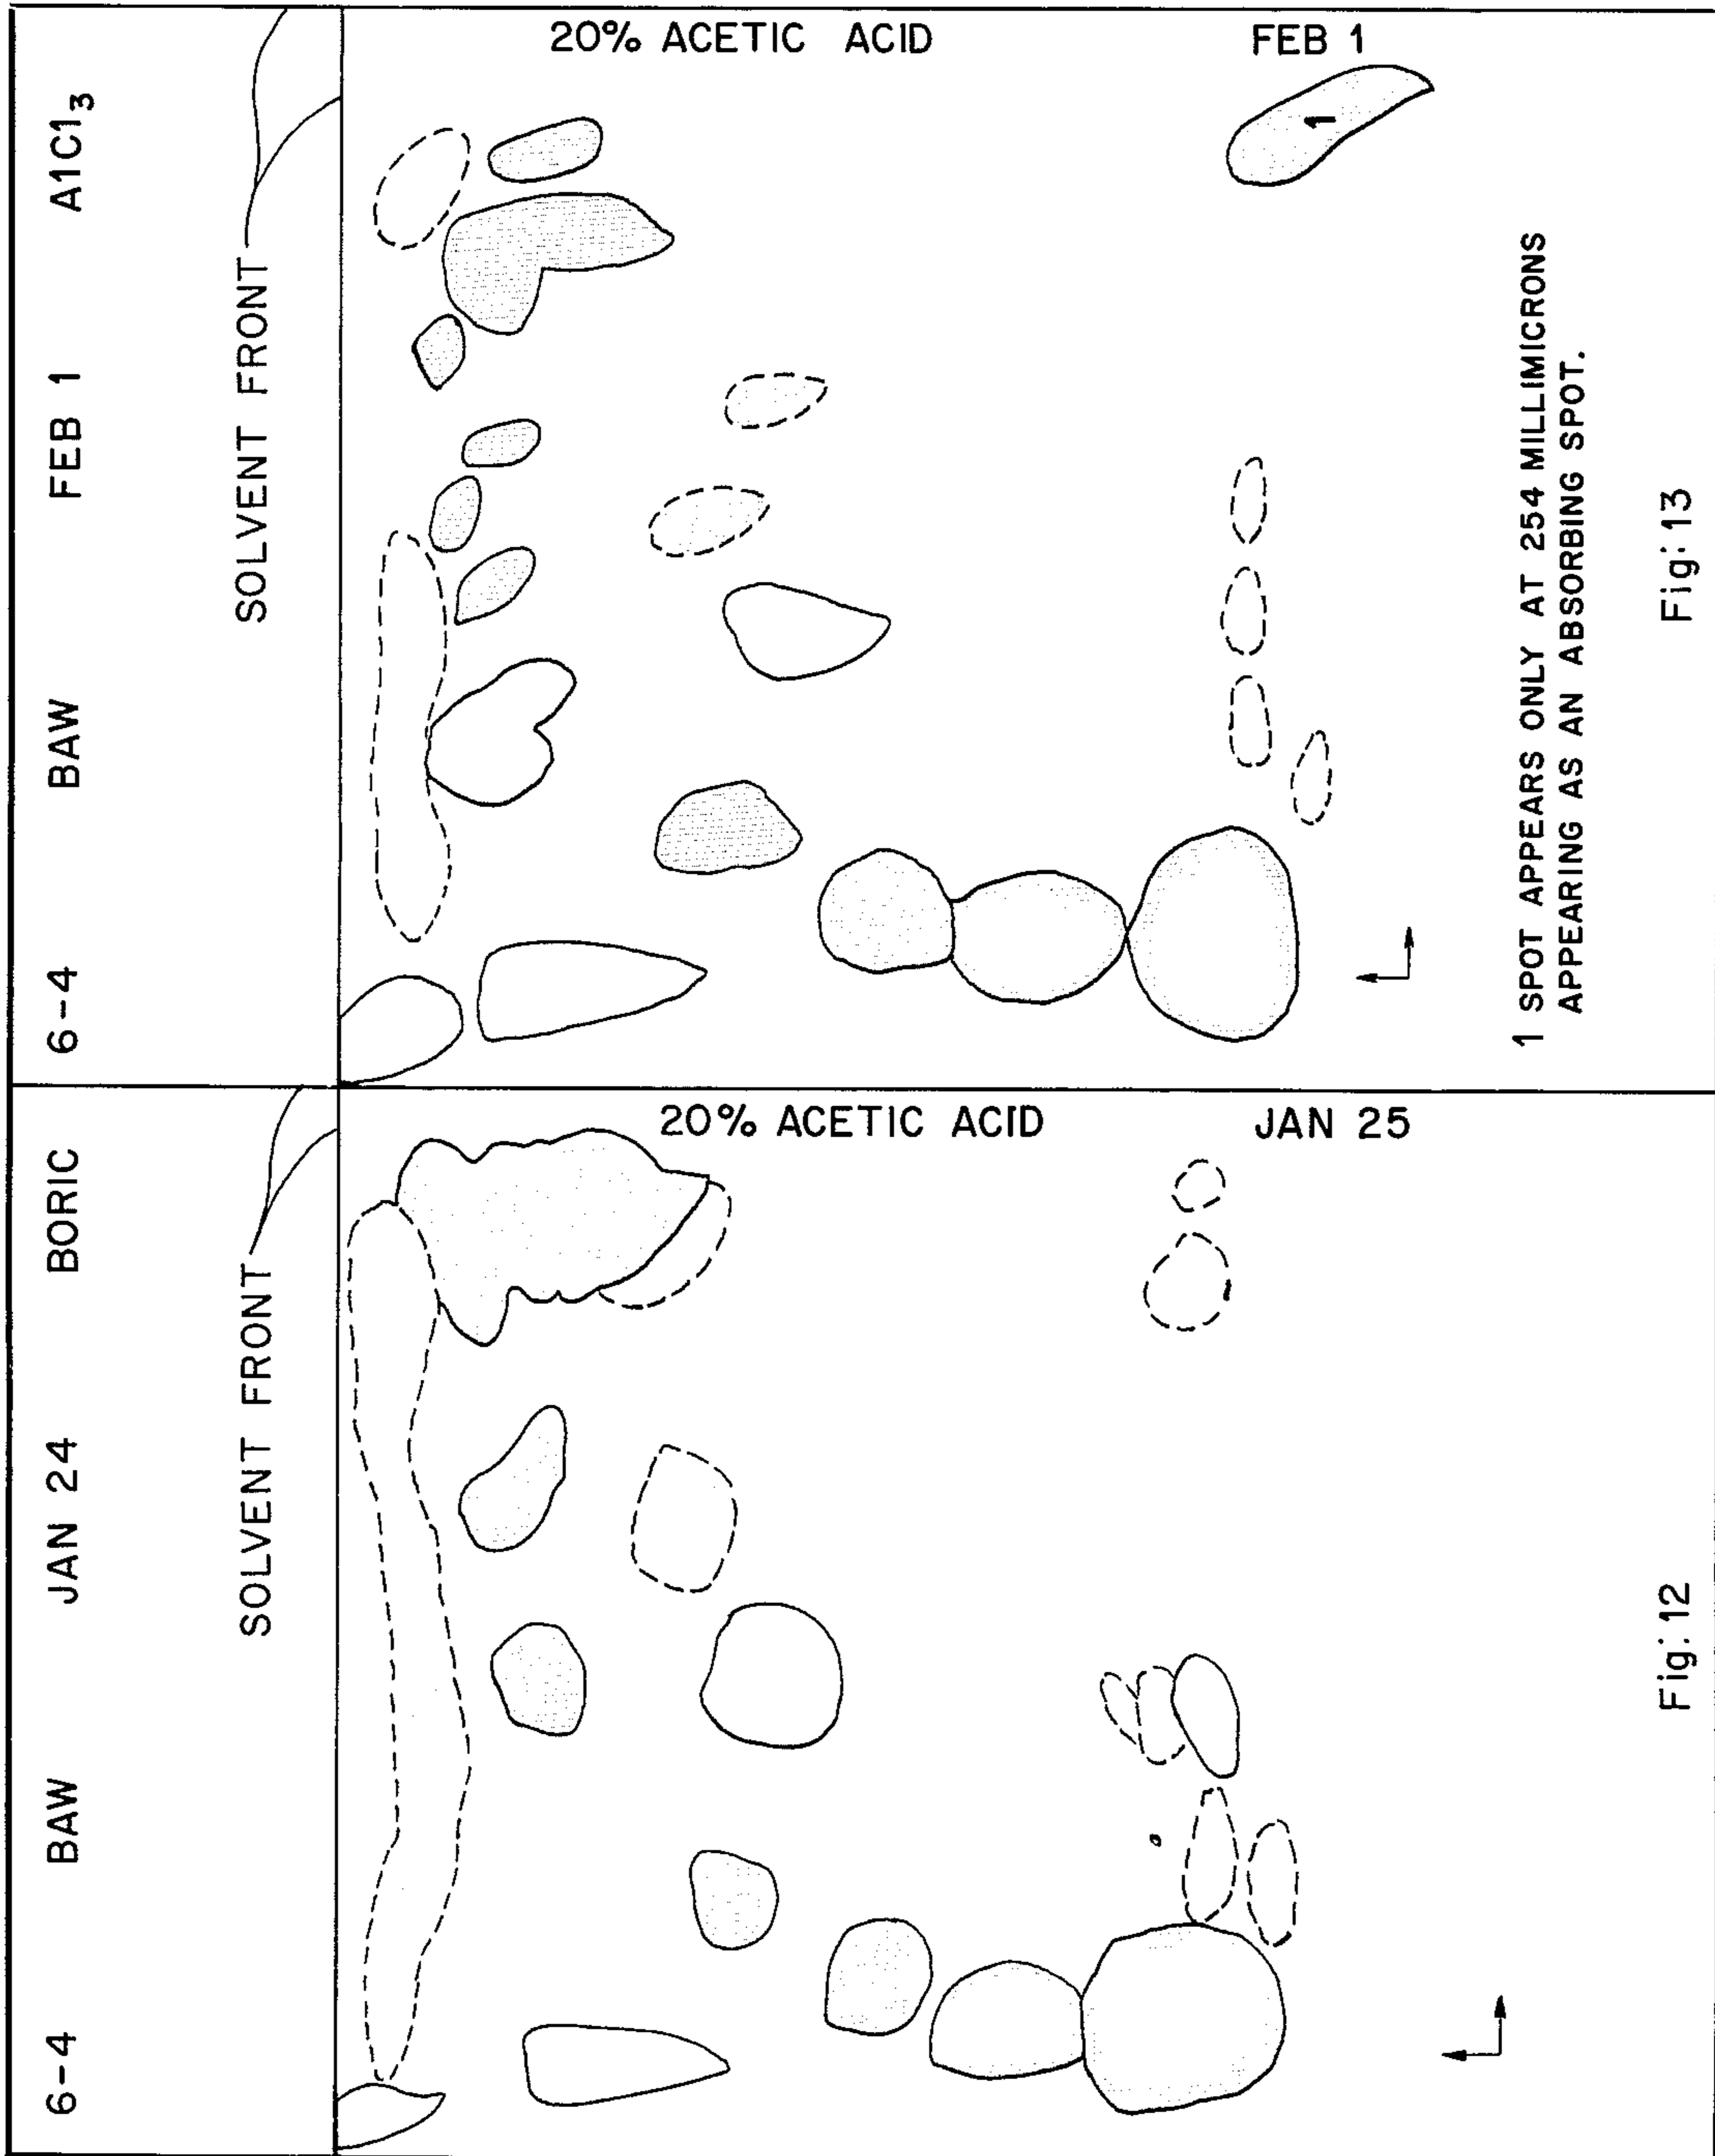 6-4 BAW JAN 24 BORIC
SOLVENT FRONT
20% ACETIC ACID JAN 25
Fig: 12
6-4 BAW FEB 1 A1C1₃
SOLVENT FRONT
20% ACETIC ACID FEB 1
1
1 SPOT APPEARS ONLY AT 254 MILLIMICRONS
APPEARING AS AN ABSORBING SPOT.
Fig: 13